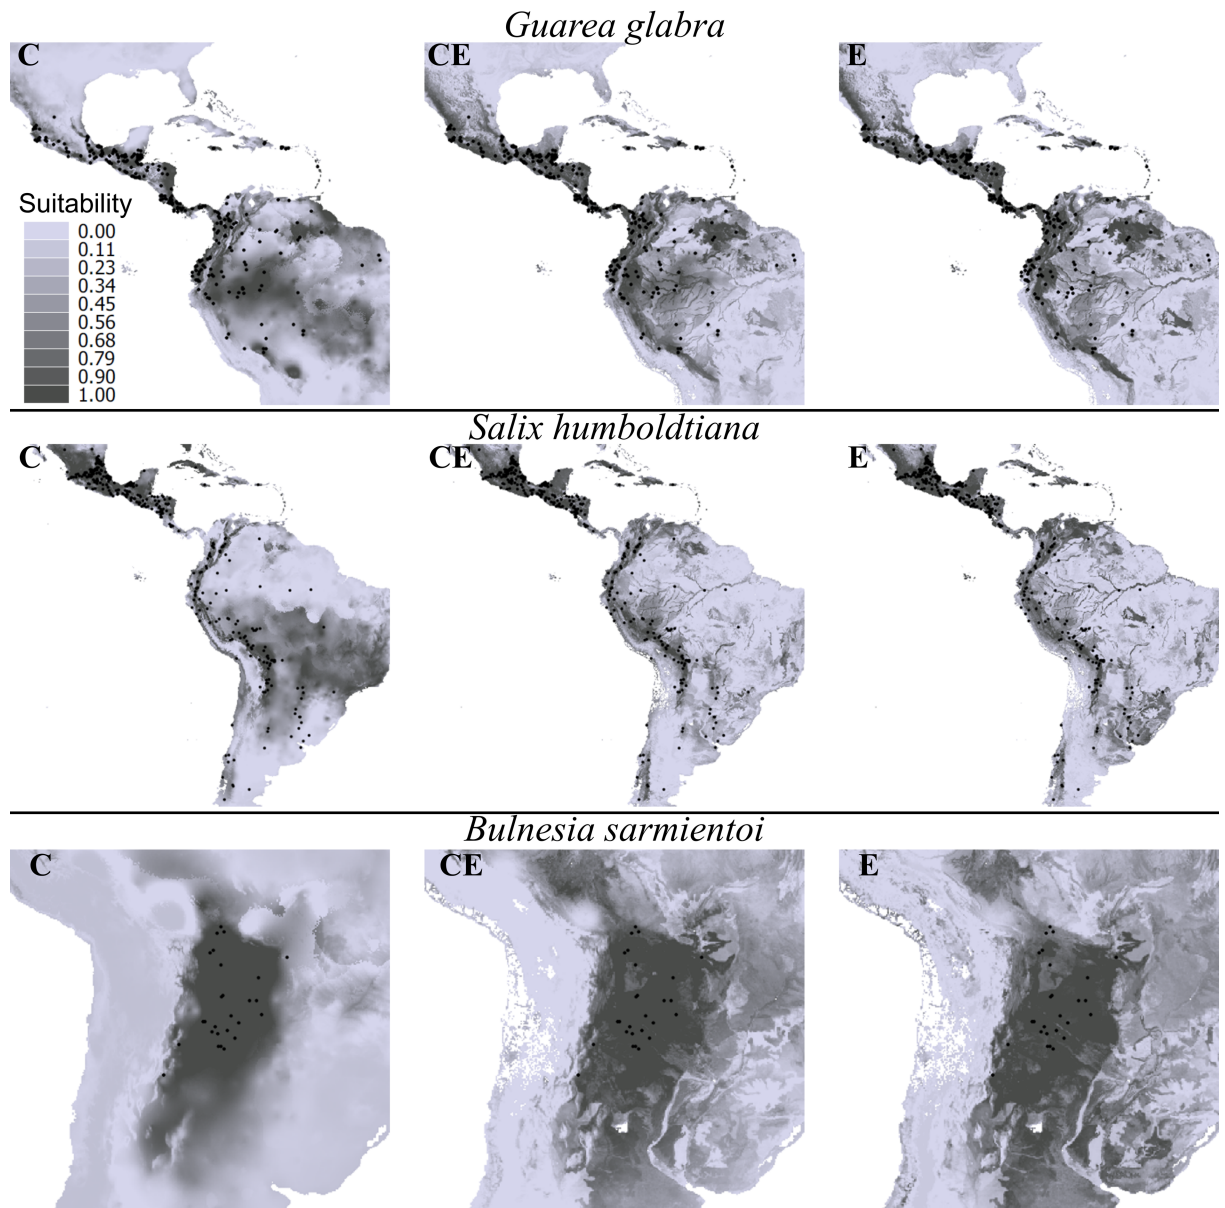 Guarea glabra
C
CE
E
Suitability
0.00
0.11
0.23
0.34
0.45
0.56
0.68
0.79
0.90
1.00
Salix humboldtiana
C
CE
E
Bulnesia sarmientoi
C
CE
E